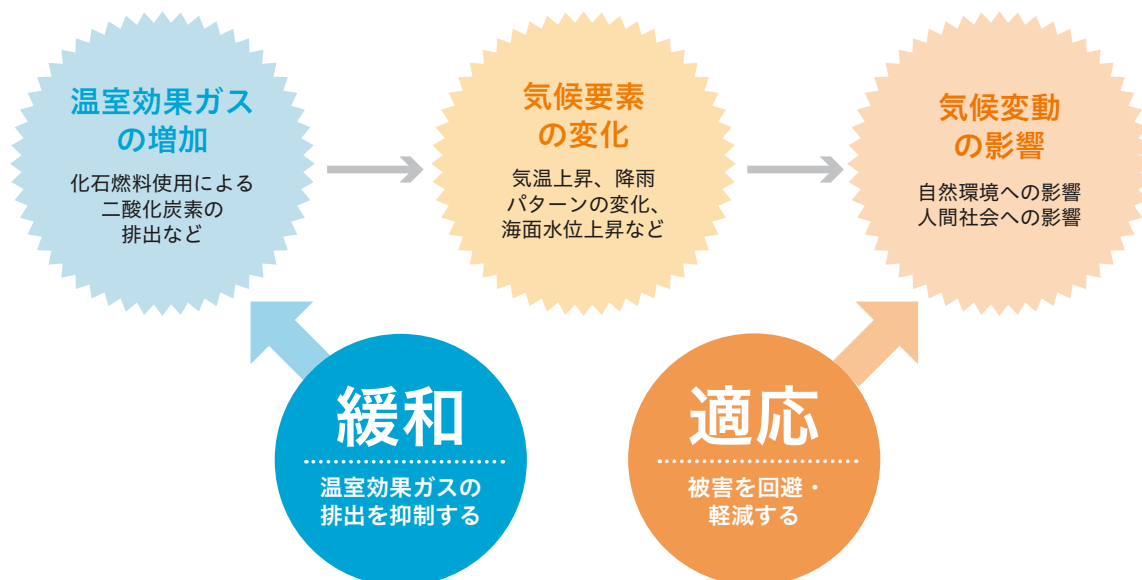 温室効果ガス
の増加
化石燃料使用による
二酸化炭素の
排出など
気候要素
の変化
気温上昇、降雨
パターンの変化、
海面水位上昇など
気候変動
の影響
自然環境への影響
人間社会への影響
緩和
温室効果ガスの
排出を抑制する
適応
被害を回避・
軽減する